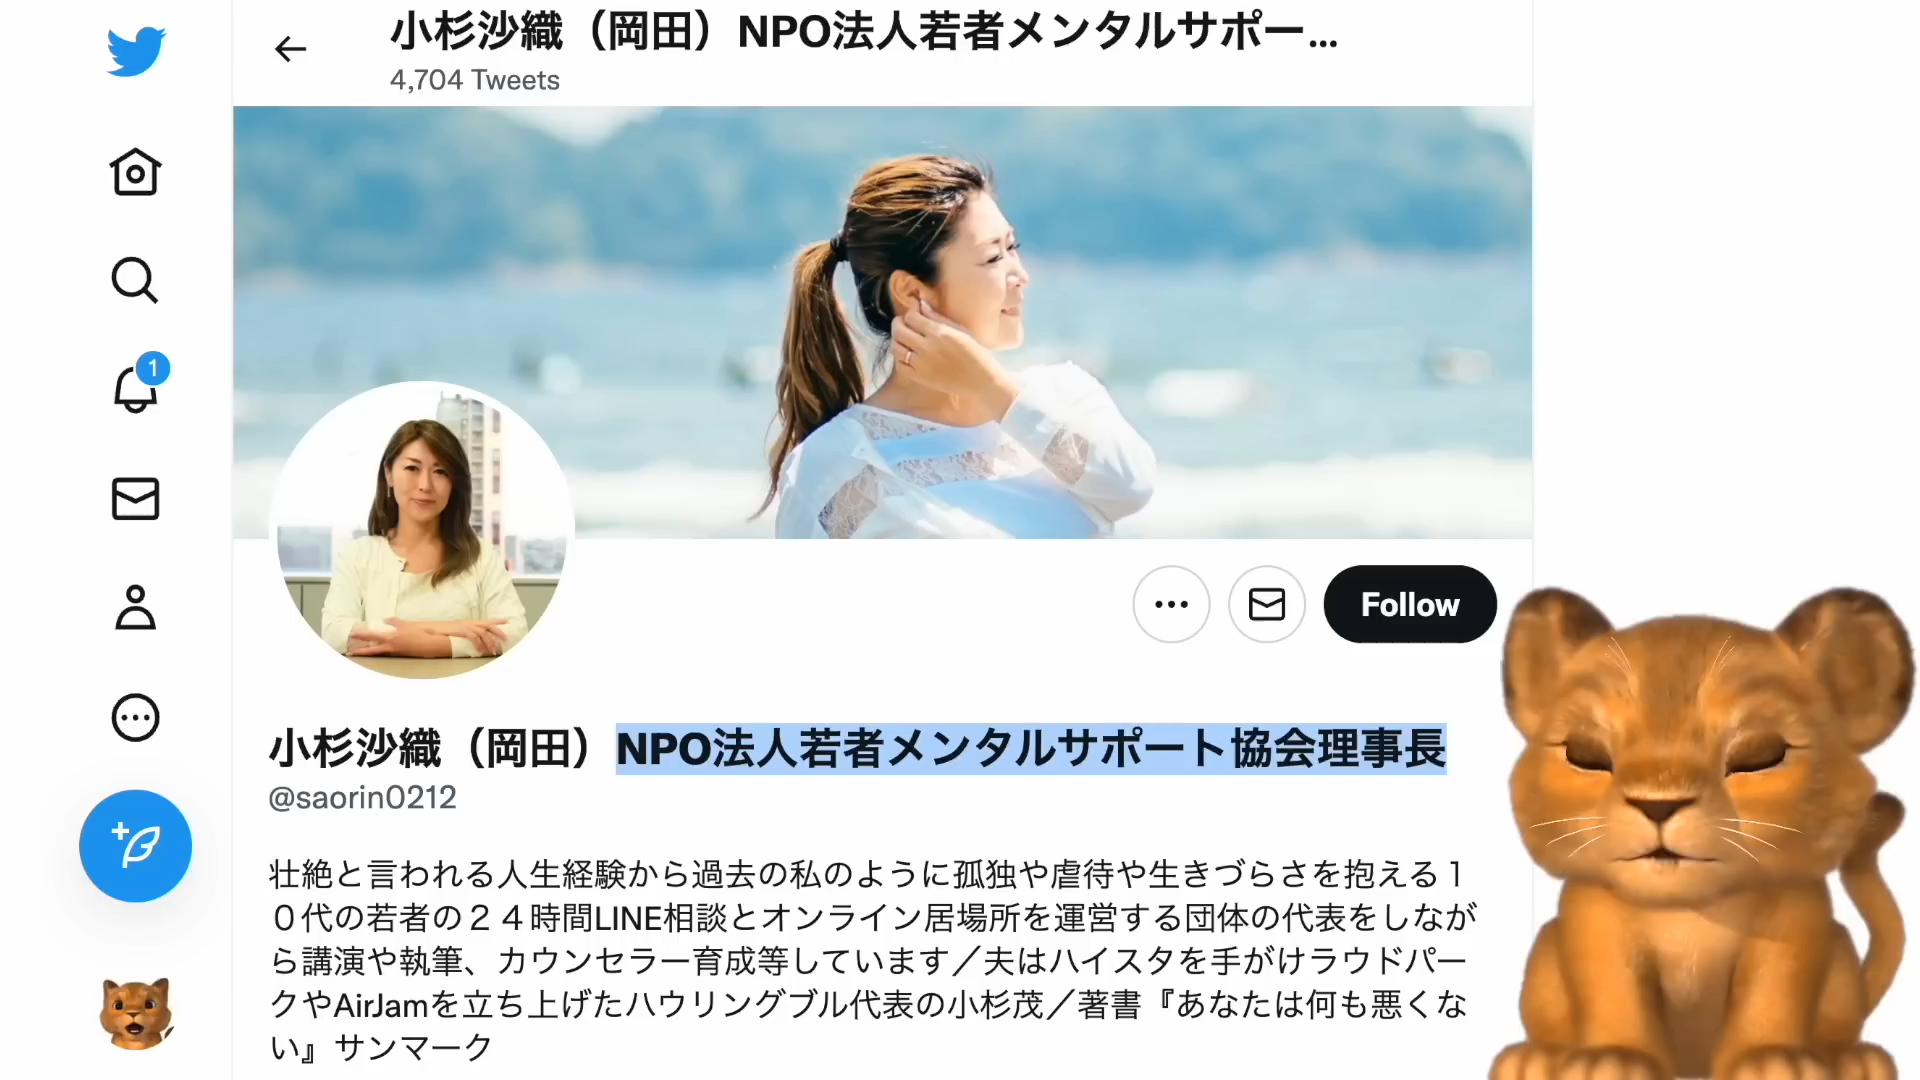 小杉沙織（岡田）NPO法人若者メンタルサポー...
4,704 Tweets
1
Follow
小杉沙織（岡田）NPO法人若者メンタルサポート協会理事長
@saorin0212
壮絶と言われる人生経験から過去の私のように孤独や虐待や生きづらさを抱える１
０代の若者の２４時間LINE相談とオンライン居場所を運営する団体の代表をしなが
ら講演や執筆、カウンセラー育成等しています／夫はハイスタを手がけラウドパー
クやAirJamを立ち上げたハウリングブル代表の小杉茂／著書『あなたは何も悪くな
い』サンマーク